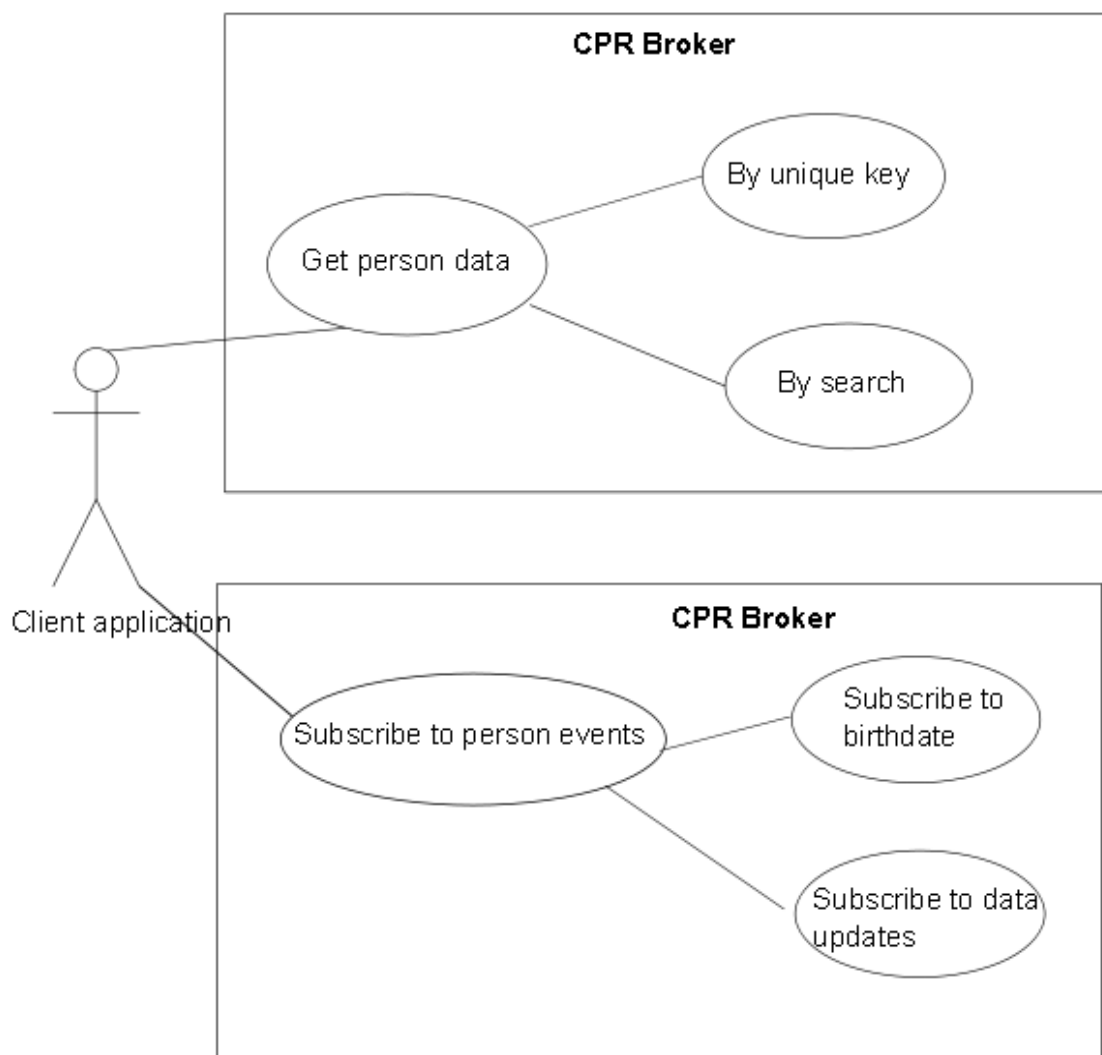 CPR Broker
By unique key
Get person data
By search
Client application
CPR Broker
Subscribe to
birthdate
Subscribe to person events
Subscribe to data
updates